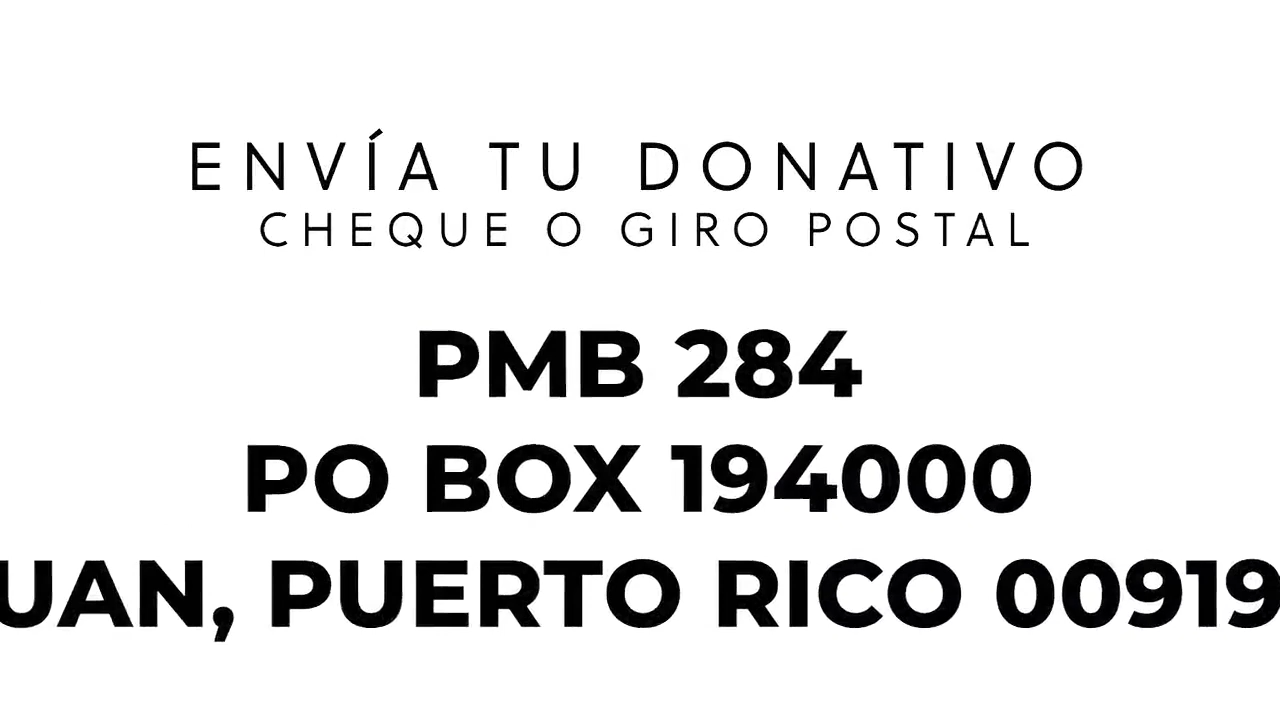 ENVÍA TU DONATIVO
CHEQUE O GIRO POSTAL
PMB 284
PO BOX 194000
UAN, PUERTO RICO 00919